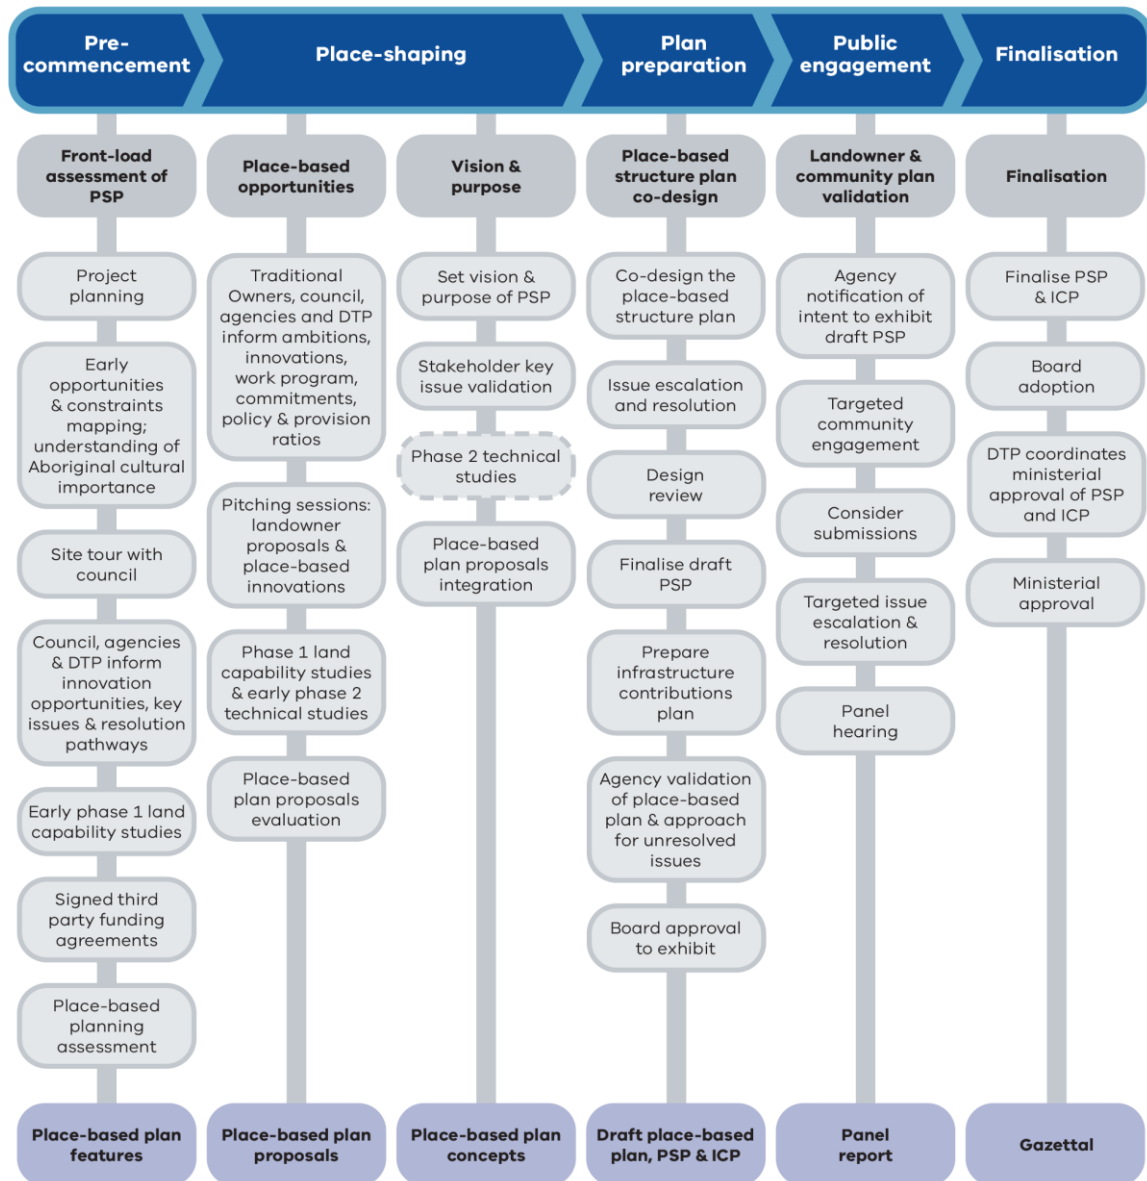 Pre-
commencement
Place-shaping
Plan
preparation
Public
engagement
Finalisation
Front-load
assessment of
PSP
Project
planning
Early
opportunities
& constraints
mapping;
understanding of
Aboriginal cultural
importance
Site tour with
council
Council, agencies
& DTP inform
innovation
opportunities, key
issues & resolution
pathways
Early phase 1 land
capability studies
Signed third
party funding
agreements
Place-based
planning
assessment
Place-based plan
features
Place-based
opportunities
Traditional
Owners, council,
agencies and DTP
inform ambitions,
innovations,
work program,
commitments,
policy & provision
ratios
Pitching sessions:
landowner
proposals &
place-based
innovations
Phase 1 land
capability studies
& early phase 2
technical studies
Place-based
plan proposals
evaluation
Place-based plan
proposals
Vision &
purpose
Set vision &
purpose of PSP
Stakeholder key
issue validation
Phase 2 technical
studies
Place-based
plan proposals
integration
Place-based plan
concepts
Place-based
structure plan
co-design
Co-design the
place-based
structure plan
Issue escalation
and resolution
Design
review
Finalise draft
PSP
Prepare
infrastructure
contributions
plan
Agency validation
of place-based
plan & approach
for unresolved
issues
Board approval
to exhibit
Draft place-based
plan, PSP & ICP
Landowner &
community plan
validation
Agency
notification of
intent to exhibit
draft PSP
Targeted
community
engagement
Consider
submissions
Targeted issue
escalation &
resolution
Panel
hearing
Panel
report
Finalisation
Finalise PSP
& ICP
Board
adoption
DTP coordinates
ministerial
approval of PSP
and ICP
Ministerial
approval
Gazettal